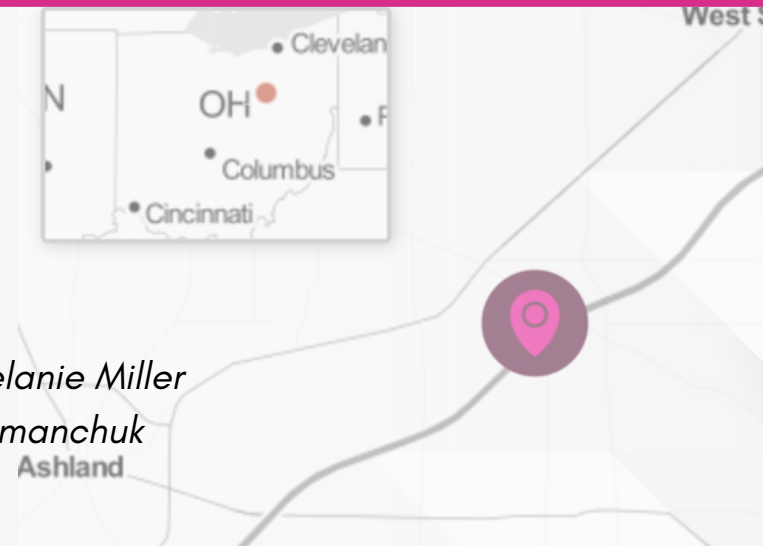 West S
Clevelan
N
OH
F
Columbus
Cincinnati
elanie Miller
manchuk
Ashland